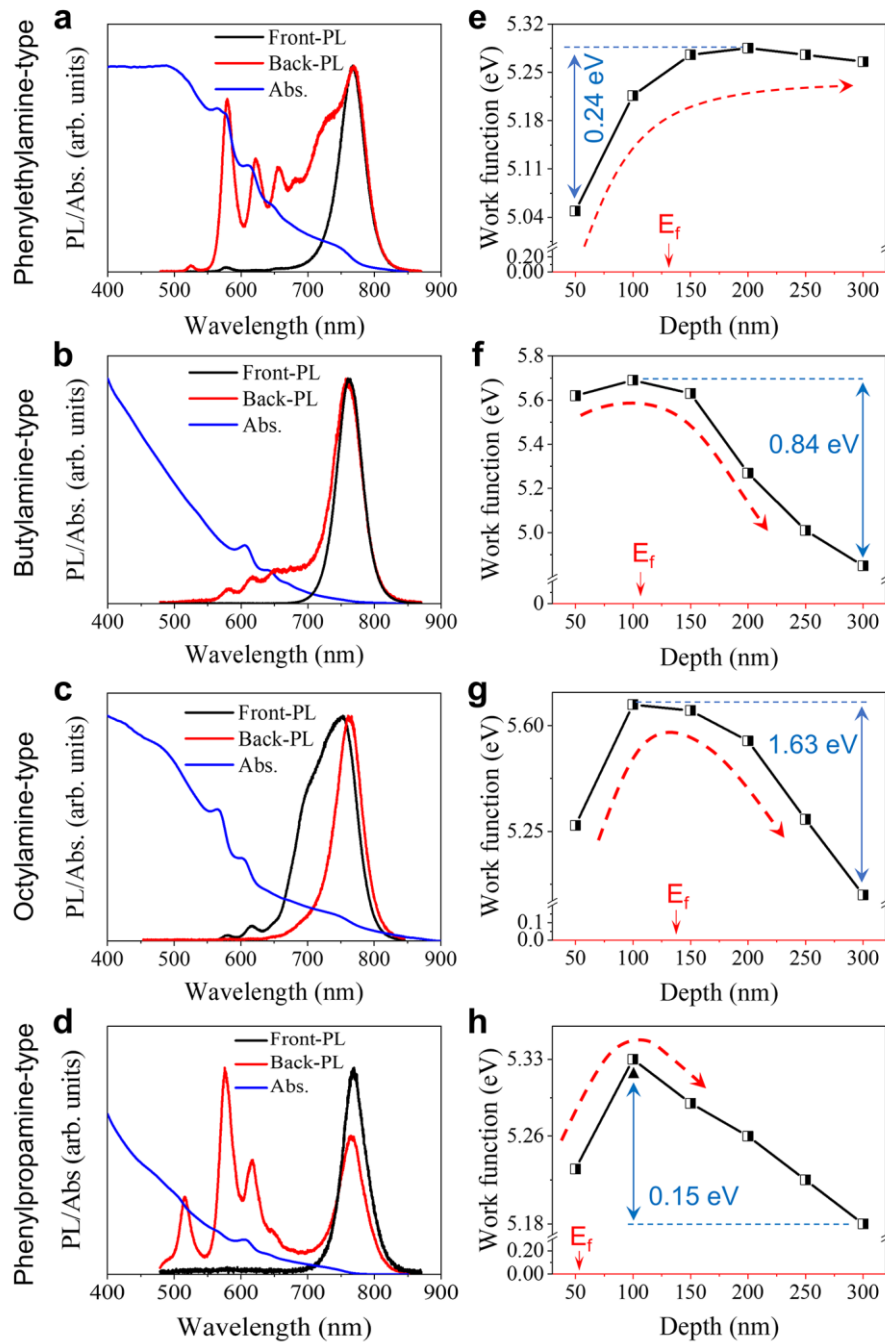 Phenylethylamine-type
a
Front-PL
Back-PL
Abs.
PL/Abs. (arb. units)
400 500 600 700 800 900
Wavelength (nm)
e
5.32
5.28
5.18
5.11
5.04
0.20
0.00
Work function (eV)
0.24 eV
E_f
50 100 150 200 250 300
Depth (nm)
Butylamine-type
b
Front-PL
Back-PL
Abs.
PL/Abs. (arb. units)
400 500 600 700 800 900
Wavelength (nm)
f
5.8
5.6
5.4
5.2
5.0
0
Work function (eV)
0.84 eV
E_f
50 100 150 200 250 300
Depth (nm)
Octylamine-type
c
Front-PL
Back-PL
Abs.
PL/Abs. (arb. units)
400 500 600 700 800 900
Wavelength (nm)
g
5.60
5.25
0.1
0.0
Work function (eV)
1.63 eV
E_f
50 100 150 200 250 300
Depth (nm)
Phenylpropamine-type
d
Front-PL
Back-PL
Abs.
PL/Abs (arb. units)
400 500 600 700 800 900
Wavelength (nm)
h
5.33
5.26
5.18
0.20
0.00
Work function (eV)
0.15 eV
E_f
50 100 150 200 250 300
Depth (nm)